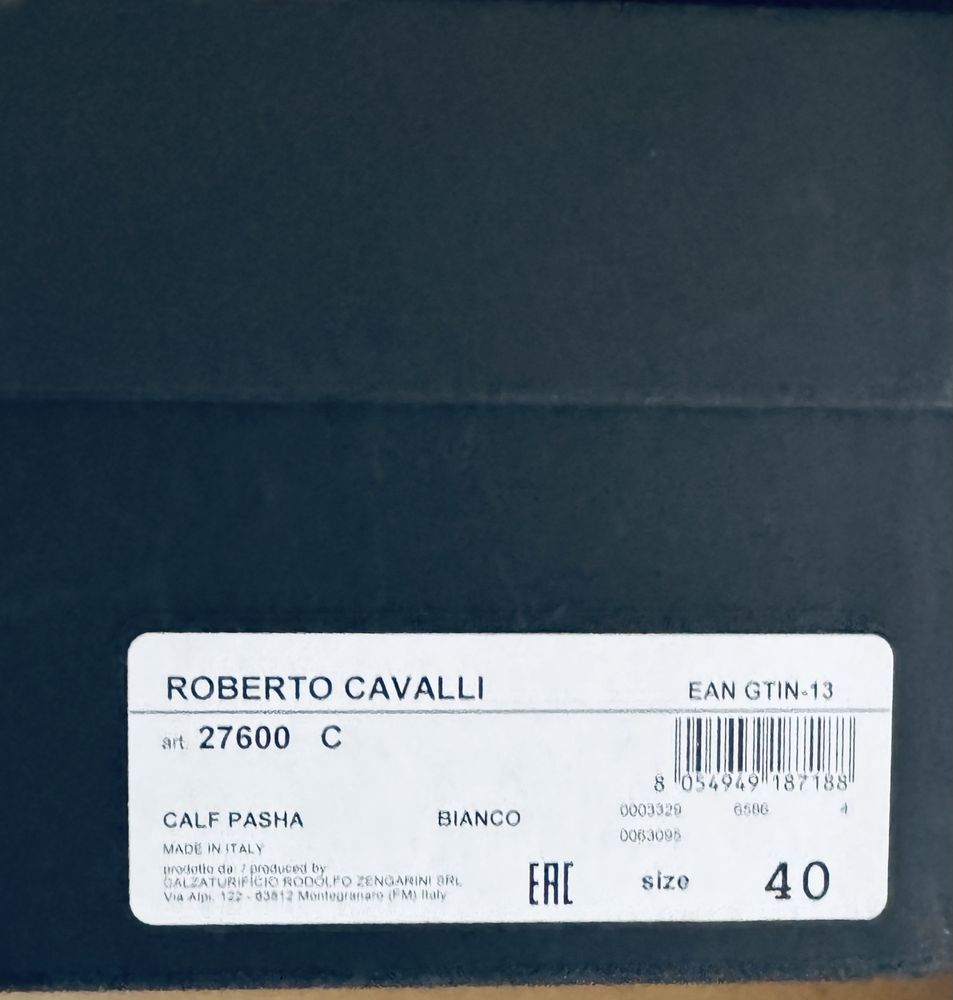 ROBERTO CAVALLI EAN GTIN-13
art. 27600 C
8 054949 187188
CALF PASHA BIANCO 0003329 6586 4
0063095
MADE IN ITALY
prodotto da: / produced by
CALZATURIFICIO RODOLFO ZENGARINI SRL
Via Alpi, 122 - 63812 Montegranaro (FM) Italy
EAC size 40